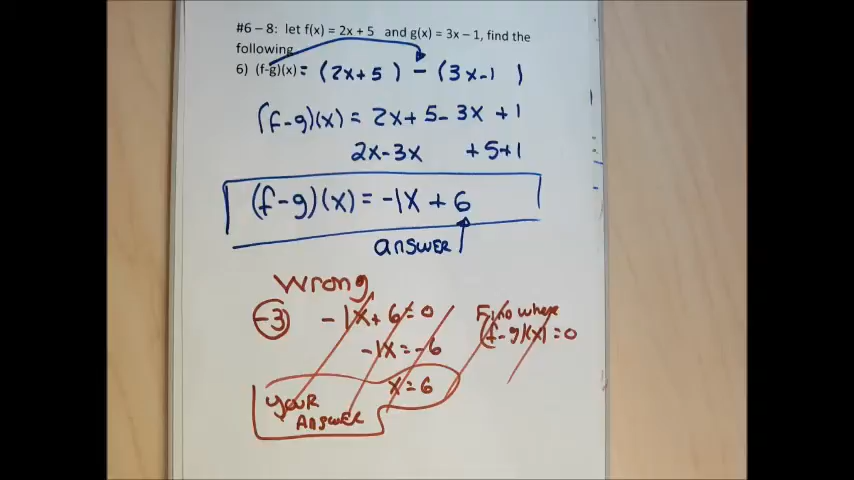 #6 – 8: let f(x) = 2x + 5 and g(x) = 3x – 1, find the
following.
6) (f-g)(x) = (2x+5 ) - (3x-1 )
(f-g)(x) = 2x+5-3x+1
2x-3x +5+1
(f-g)(x) = -1x + 6
answer
Wrong
-3 -1x+6=0 Find where
(f-g)(x)=0
-1x=-6
x=6
your
Answer